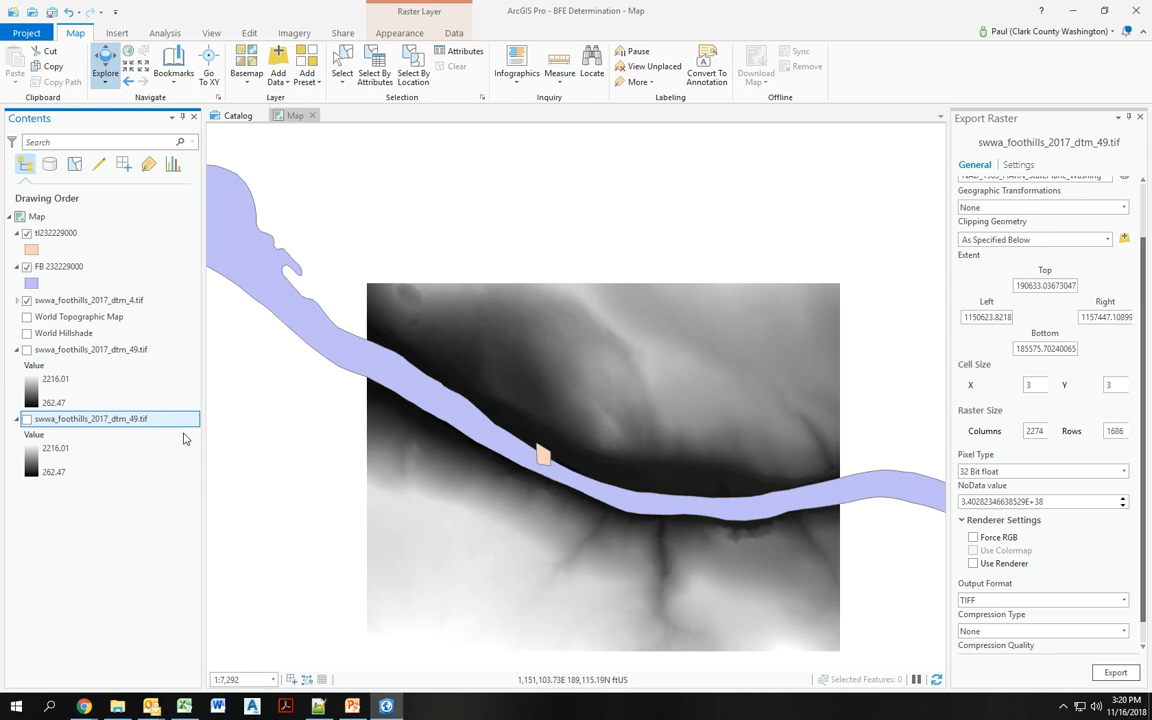 Raster Layer
ArcGIS Pro - BFE Determination - Map
?
Project
Map
Insert
Analysis
View
Edit
Imagery
Share
Appearance
Data
Paul (Clark County Washington)
Paste
Cut
Copy
Copy Path
Clipboard
Explore
Bookmarks
Go To XY
Navigate
Basemap
Add Data
Add Preset
Layer
Select
Select By Attributes
Select By Location
Attributes
Clear
Selection
Infographics
Measure
Locate
Inquiry
Pause
View Unplaced
More
Convert To Annotation
Labeling
Download Map
Sync
Remove
Offline
Contents
Search
Drawing Order
Map
tl232229000
FB 232229000
swwa_foothills_2017_dtm_4.tif
World Topographic Map
World Hillshade
swwa_foothills_2017_dtm_49.tif
Value
2216.01
262.47
swwa_foothills_2017_dtm_49.tif
Value
2216.01
262.47
Catalog
Map
1:7,292
1,151,103.73E 189,115.19N ftUS
Selected Features: 0
Export Raster
swwa_foothills_2017_dtm_49.tif
General
Settings
Geographic Transformations
None
Clipping Geometry
As Specified Below
Extent
Top
190633.03673047
Left
Right
1150623.8218
1157447.10899
Bottom
185575.70240065
Cell Size
X 3 Y 3
Raster Size
Columns 2274 Rows 1686
Pixel Type
32 Bit float
NoData value
3.40282346638529E+38
Renderer Settings
Force RGB
Use Colormap
Use Renderer
Output Format
TIFF
Compression Type
None
Compression Quality
Export
3:20 PM
11/16/2018